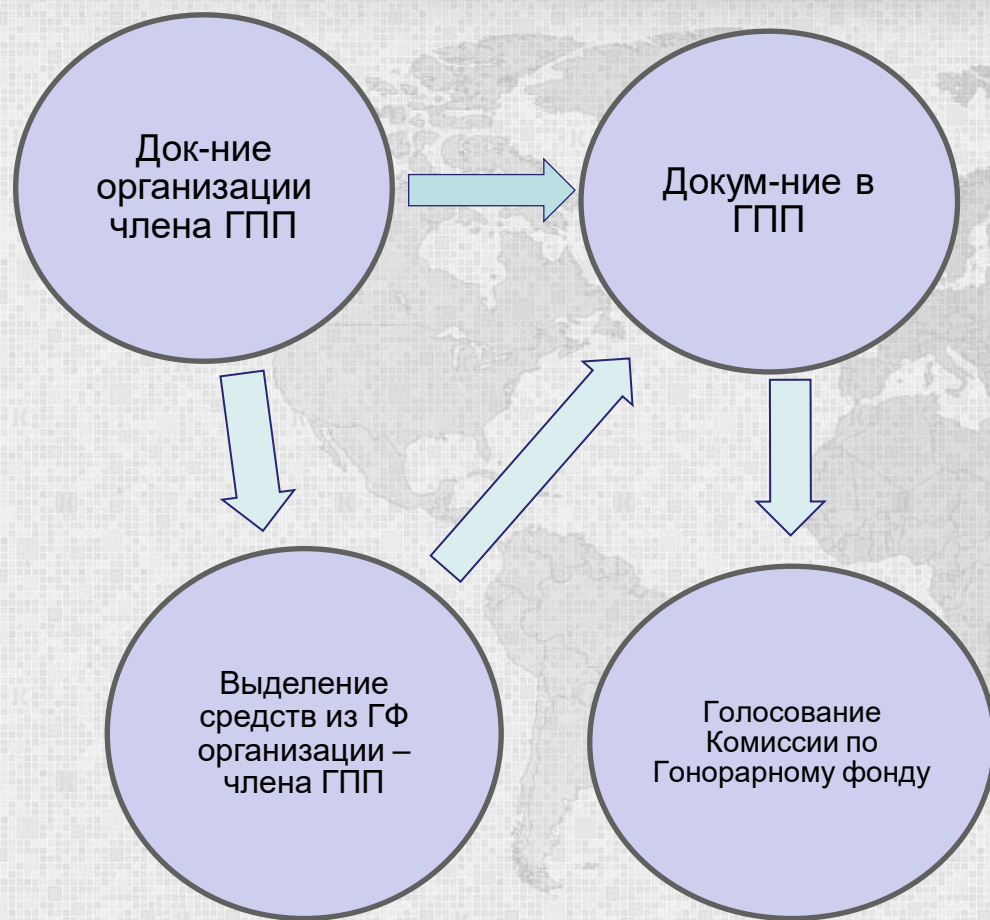 Док-ние
организации
члена ГПП
Докум-ние в
ГПП
Выделение
средств из ГФ
организации –
члена ГПП
Голосование
Комиссии по
Гонорарному фонду